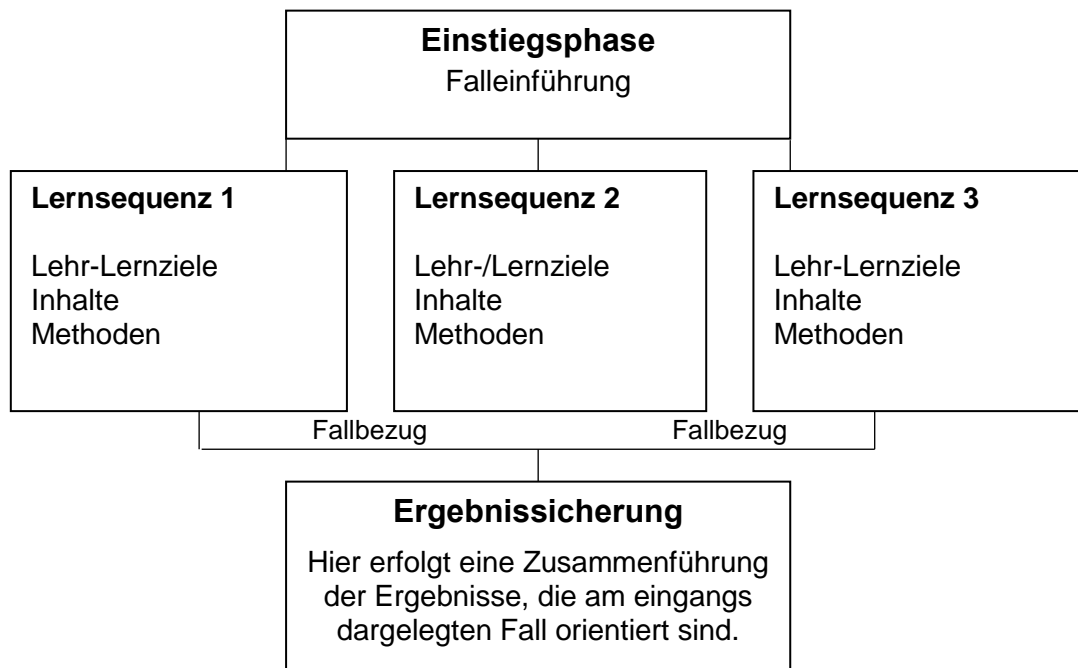 Einstiegsphase
Falleinführung
Lernsequenz 1
Lehr-Lernziele
Inhalte
Methoden
Lernsequenz 2
Lehr-/Lernziele
Inhalte
Methoden
Lernsequenz 3
Lehr-Lernziele
Inhalte
Methoden
Fallbezug
Fallbezug
Ergebnissicherung
Hier erfolgt eine Zusammenführung
der Ergebnisse, die am eingangs
dargelegten Fall orientiert sind.